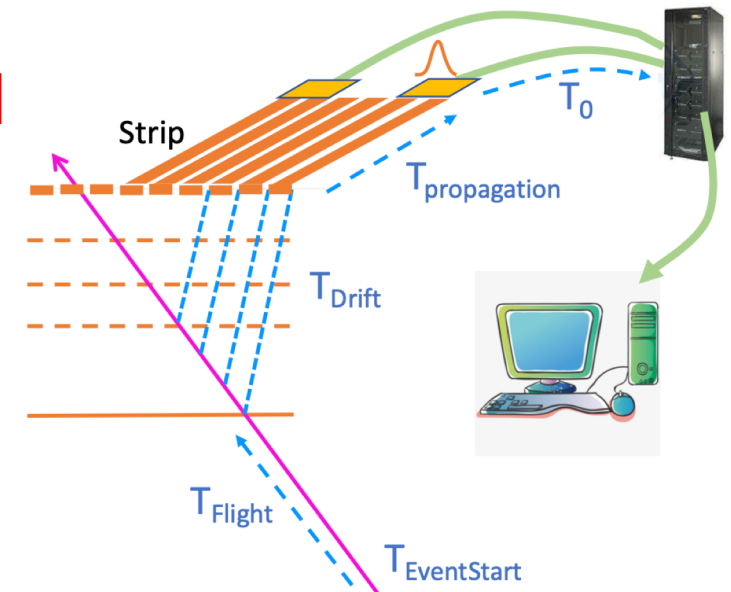 Strip
T0
Tpropagation
TDrift
TFlight
TEventStart